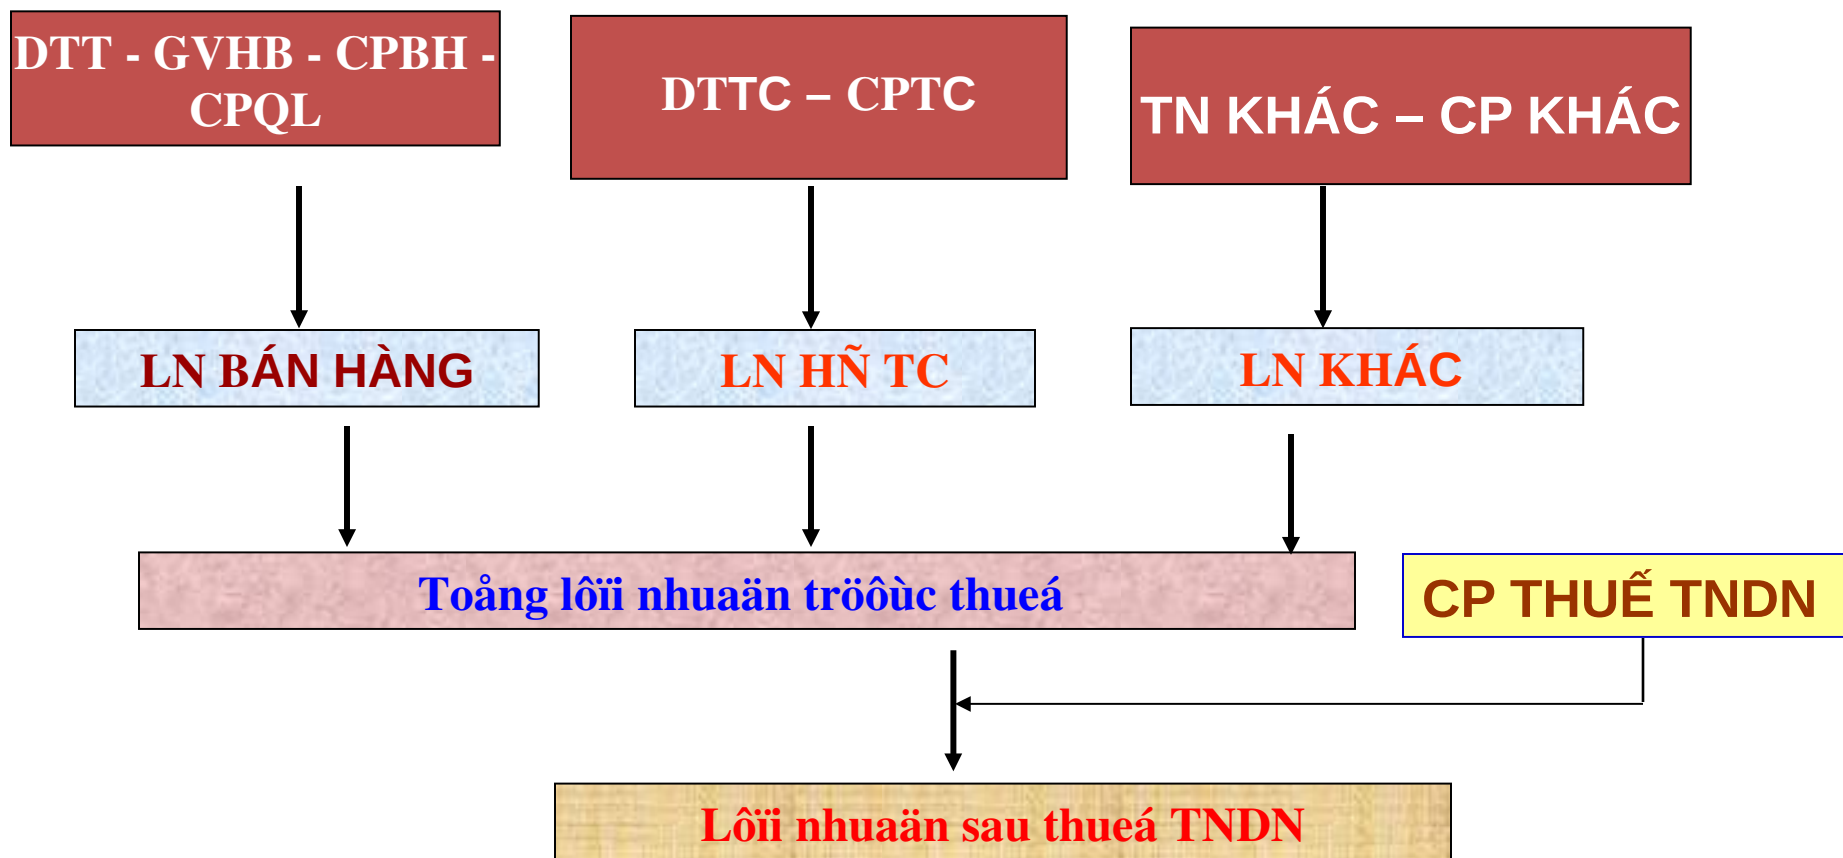 DTT - GVHB - CPBH -
CPQL
DTTC – CPTC
TN KHÁC – CP KHÁC
LN BÁN HÀNG
LN HÑ TC
LN KHÁC
Toång lôïi nhuaän tröôùc thueá
CP THUẾ TNDN
Lôïi nhuaän sau thueá TNDN